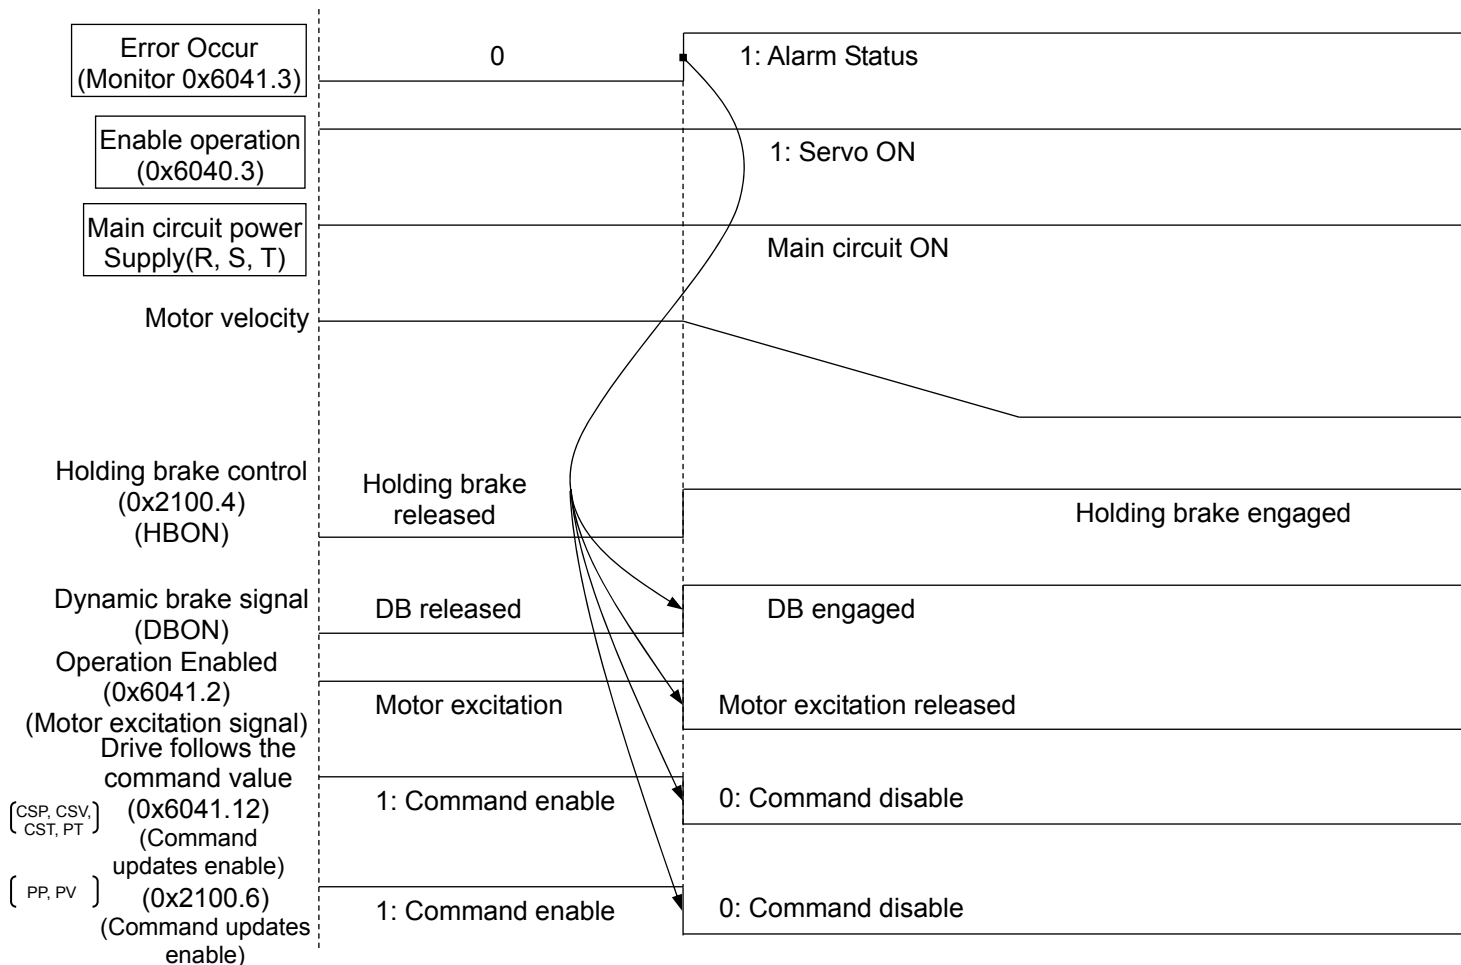 Error Occur
(Monitor 0x6041.3)
0
1: Alarm Status
Enable operation
(0x6040.3)
1: Servo ON
Main circuit power
Supply(R, S, T)
Main circuit ON
Motor velocity
Holding brake control
(0x2100.4)
(HBON)
Holding brake
released
Holding brake engaged
Dynamic brake signal
(DBON)
DB released
DB engaged
Operation Enabled
(0x6041.2)
(Motor excitation signal)
Motor excitation
Motor excitation released
Drive follows the
command value
(0x6041.12)
(Command
updates enable)
CSP, CSV,
CST, PT
1: Command enable
0: Command disable
PP, PV
(0x2100.6)
(Command updates
enable)
1: Command enable
0: Command disable